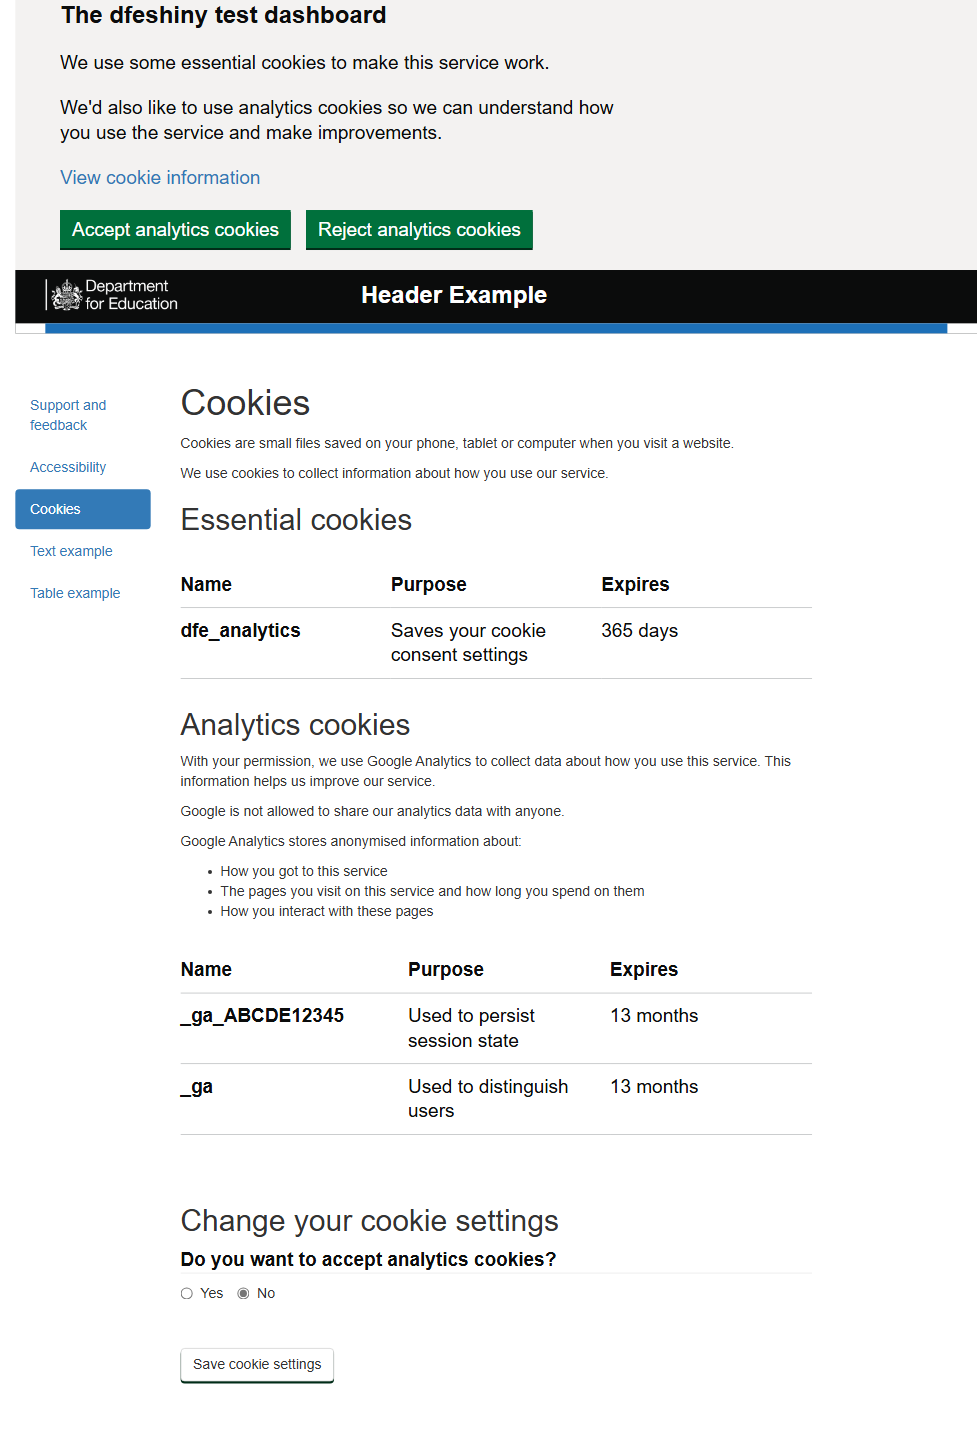 The dfeshiny test dashboard
We use some essential cookies to make this service work.
We'd also like to use analytics cookies so we can understand how
you use the service and make improvements.
View cookie information
Accept analytics cookies Reject analytics cookies
Department
for Education
Header Example
Support and
feedback
Accessibility
Cookies
Text example
Table example
Cookies
Cookies are small files saved on your phone, tablet or computer when you visit a website.
We use cookies to collect information about how you use our service.
Essential cookies
Name Purpose Expires
dfe_analytics Saves your cookie 365 days
consent settings
Analytics cookies
With your permission, we use Google Analytics to collect data about how you use this service. This
information helps us improve our service.
Google is not allowed to share our analytics data with anyone.
Google Analytics stores anonymised information about:
• How you got to this service
• The pages you visit on this service and how long you spend on them
• How you interact with these pages
Name Purpose Expires
_ga_ABCDE12345 Used to persist 13 months
session state
_ga Used to distinguish 13 months
users
Change your cookie settings
Do you want to accept analytics cookies?
Yes No
Save cookie settings